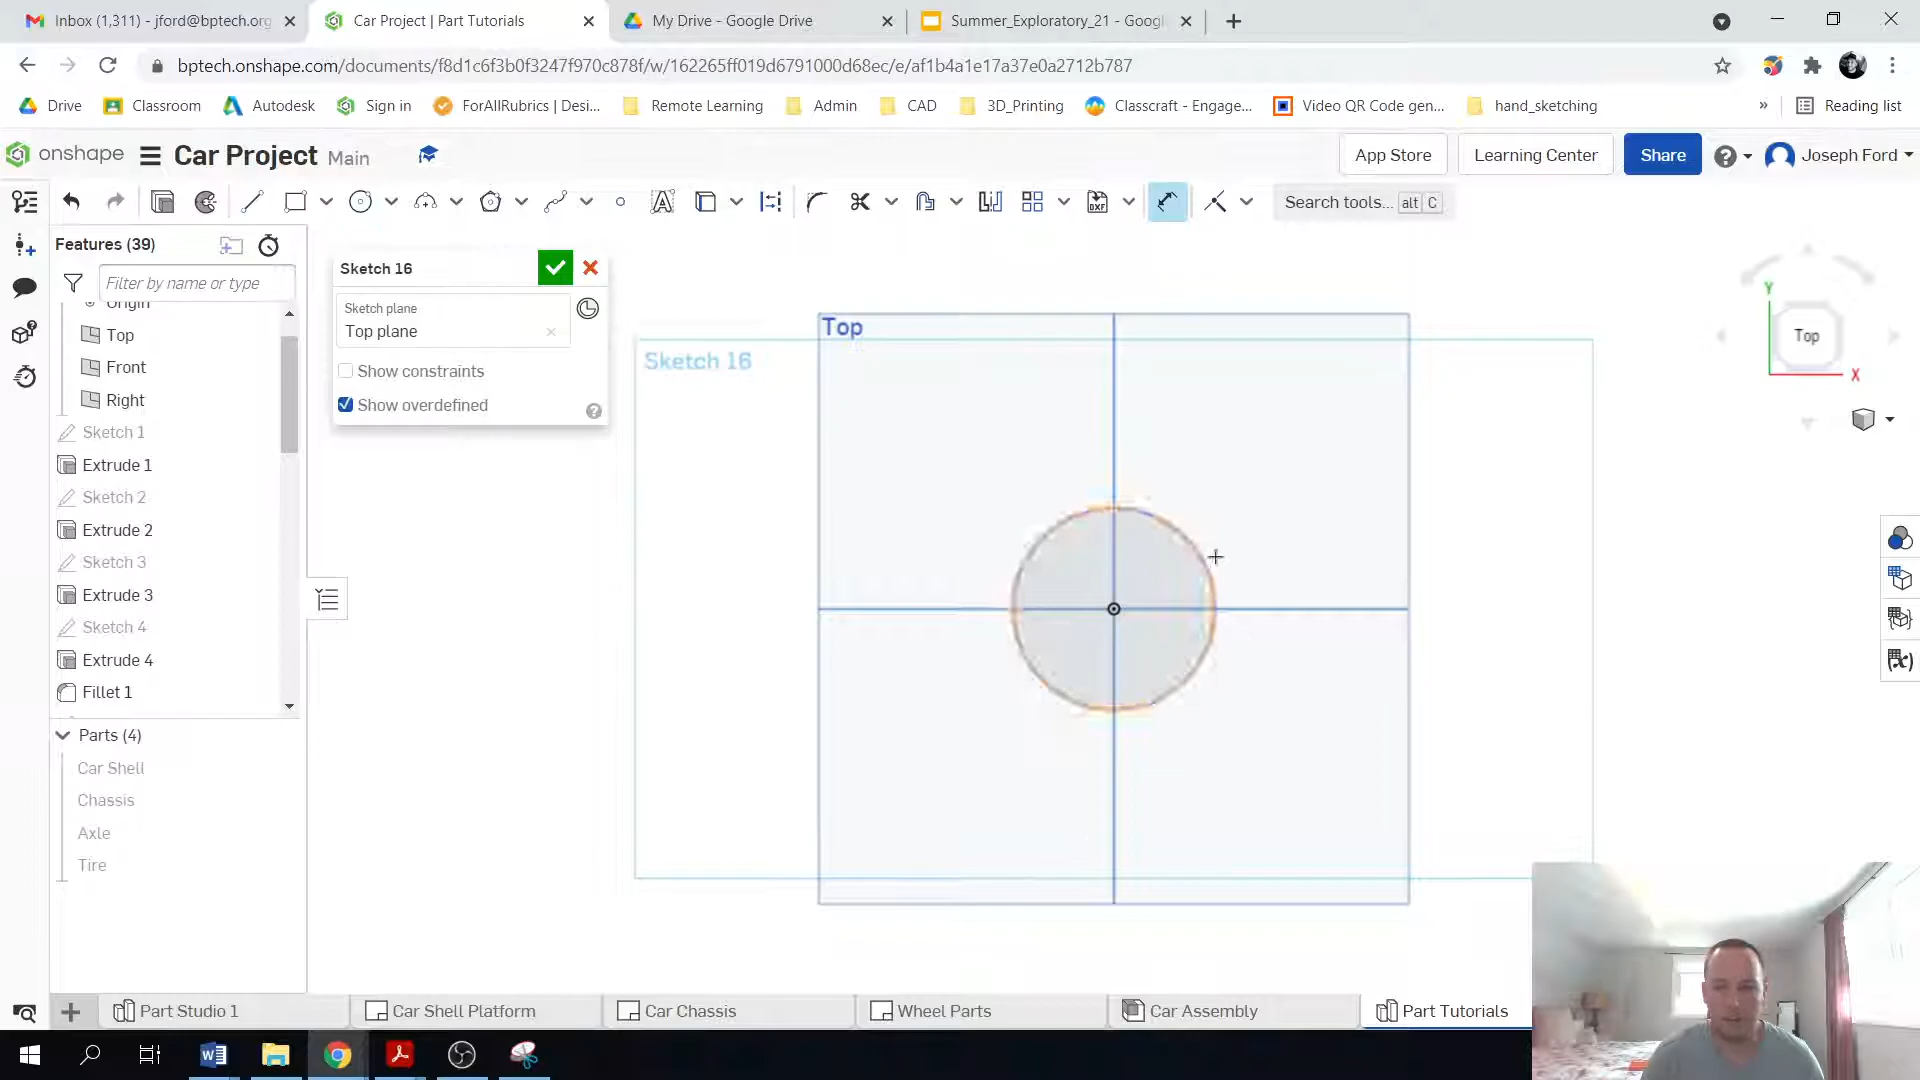 Inbox (1,311) - jford@bptech.org
Car Project | Part Tutorials
My Drive - Google Drive
Summer_Exploratory_21 - Googl
bptech.onshape.com/documents/f8d1c6f3b0f3247f970c878f/w/162265ff019d6791000d68ec/e/af1b4a1e17a37e0a2712b787
Drive
Classroom
Autodesk
Sign in
ForAllRubrics | Desi...
Remote Learning
Admin
CAD
3D_Printing
Classcraft - Engage...
Video QR Code gen...
hand_sketching
»
Reading list
onshape
Car Project Main
App Store
Learning Center
Share
Joseph Ford
Search tools... alt C
Features (39)
Filter by name or type
Origin
Top
Front
Right
Sketch 1
Extrude 1
Sketch 2
Extrude 2
Sketch 3
Extrude 3
Sketch 4
Extrude 4
Fillet 1
Parts (4)
Car Shell
Chassis
Axle
Tire
Sketch 16
Sketch plane
Top plane
Show constraints
Show overdefined
Top
Sketch 16
Y
Top
X
Part Studio 1
Car Shell Platform
Car Chassis
Wheel Parts
Car Assembly
Part Tutorials